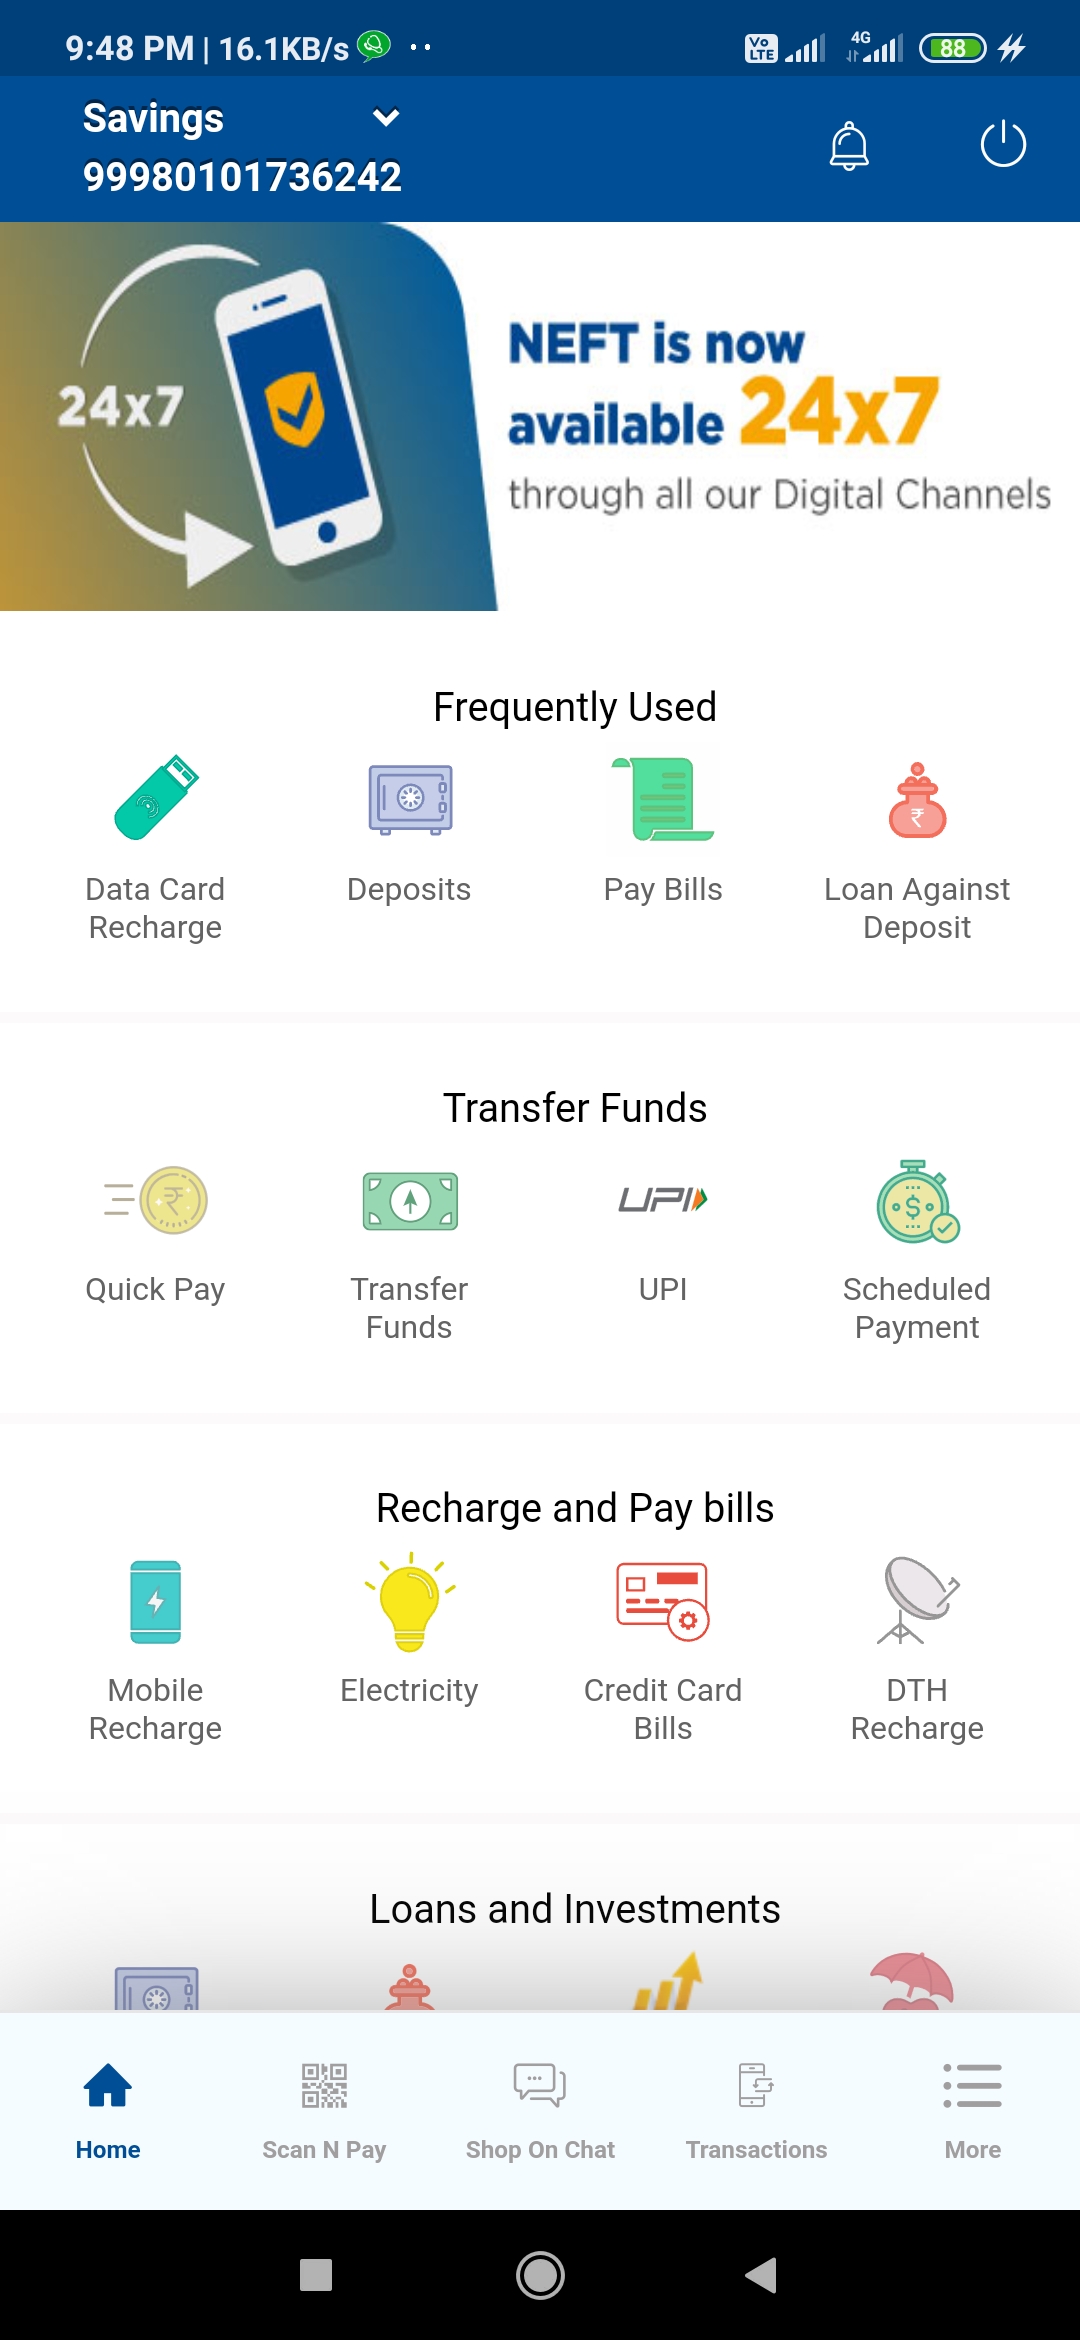 9:48 PM | 16.1KB/s
Vo LTE
4G
88
Savings
99980101736242
24x7
NEFT is now
available 24x7
through all our Digital Channels
Frequently Used
Data Card
Recharge
Deposits
Pay Bills
Loan Against
Deposit
Transfer Funds
UPI
Quick Pay
Transfer
Funds
UPI
Scheduled
Payment
Recharge and Pay bills
Mobile
Recharge
Electricity
Credit Card
Bills
DTH
Recharge
Loans and Investments
Home
Scan N Pay
Shop On Chat
Transactions
More